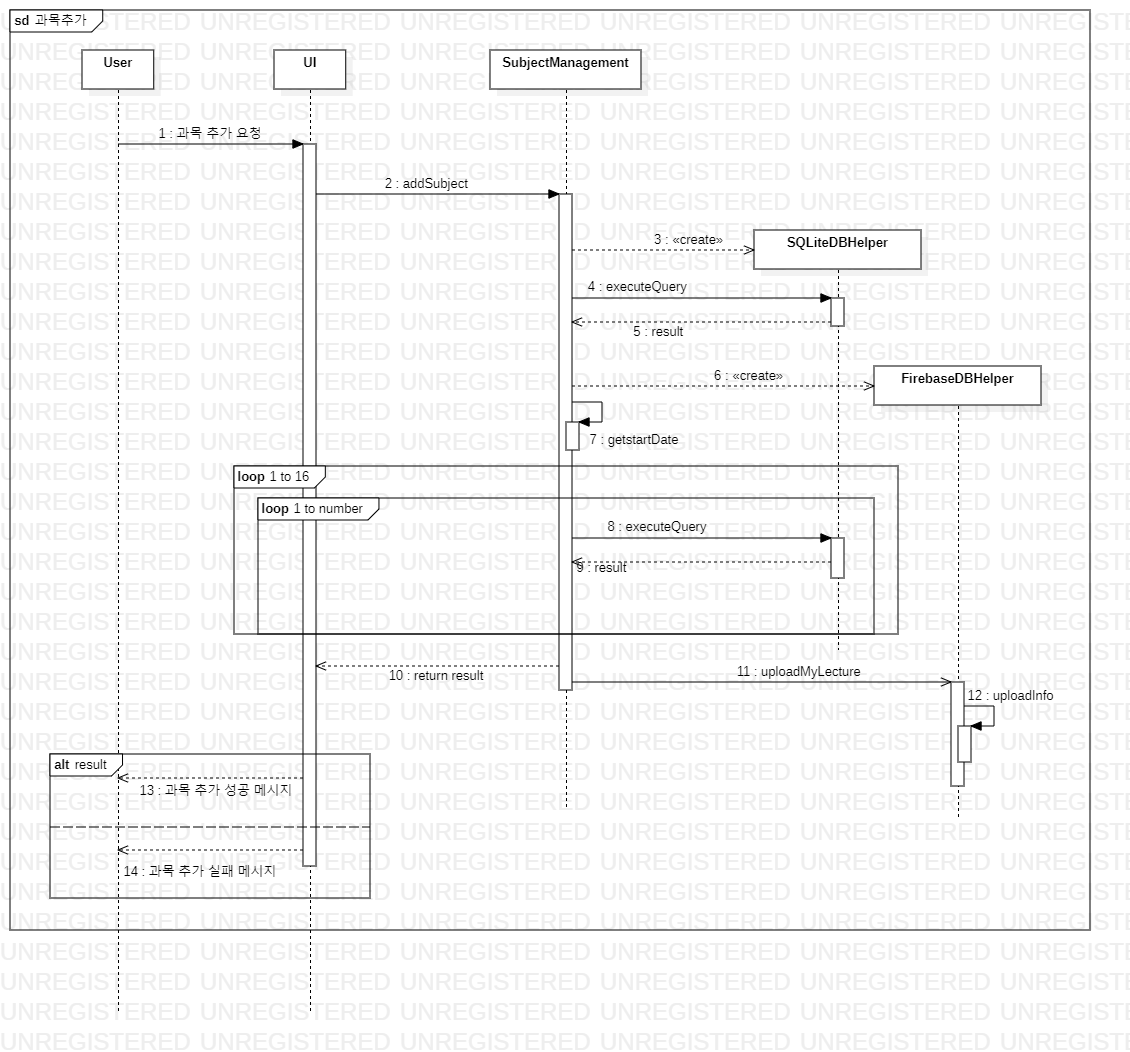 sd 과목추가
User
UI
SubjectManagement
1 : 과목 추가 요청
2 : addSubject
3 : «create»
SQLiteDBHelper
4 : executeQuery
5 : result
6 : «create»
FirebaseDBHelper
7 : getstartDate
loop 1 to 16
loop 1 to number
8 : executeQuery
9 : result
10 : return result
11 : uploadMyLecture
12 : uploadInfo
alt result
13 : 과목 추가 성공 메시지
14 : 과목 추가 실패 메시지
UNREGISTERED